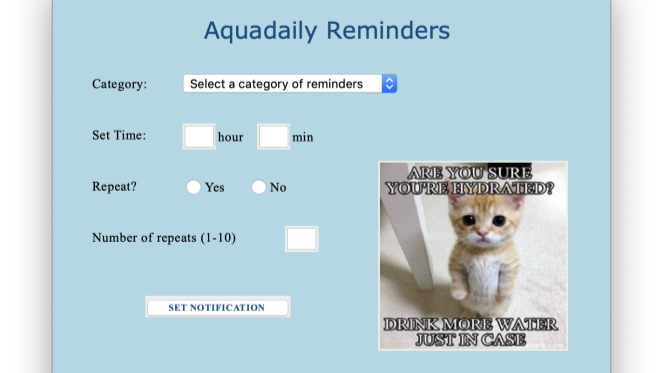 Aquadaily Reminders
Category:
Select a category of reminders
Set Time:
hour
min
Repeat?
Yes
No
Number of repeats (1-10)
SET NOTIFICATION
ARE YOU SURE
YOU'RE HYDRATED?
DRINK MORE WATER
JUST IN CASE